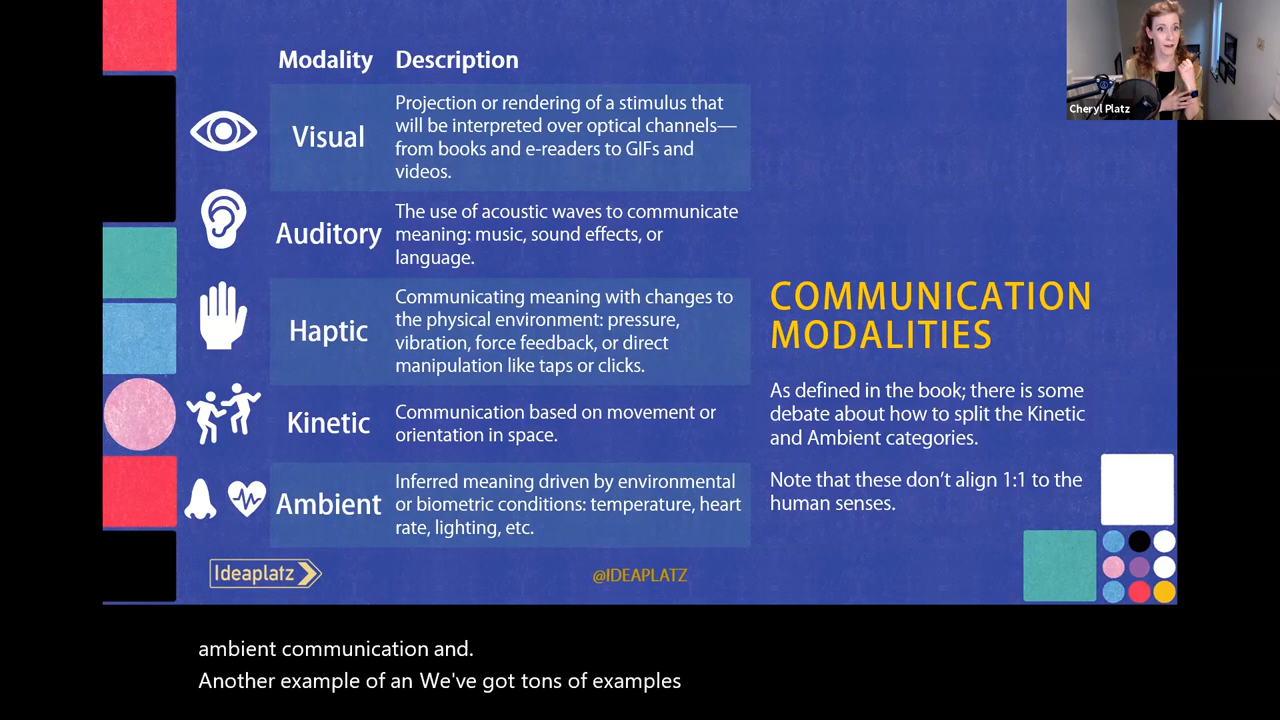 Modality Description
Visual
Projection or rendering of a stimulus that
will be interpreted over optical channels—
from books and e-readers to GIFs and
videos.
Auditory
The use of acoustic waves to communicate
meaning: music, sound effects, or
language.
Haptic
Communicating meaning with changes to
the physical environment: pressure,
vibration, force feedback, or direct
manipulation like taps or clicks.
Kinetic
Communication based on movement or
orientation in space.
Ambient
Inferred meaning driven by environmental
or biometric conditions: temperature, heart
rate, lighting, etc.
COMMUNICATION
MODALITIES
As defined in the book; there is some
debate about how to split the Kinetic
and Ambient categories.
Note that these don’t align 1:1 to the
human senses.
Ideaplatz
@IDEAPLATZ
Cheryl Platz
ambient communication and.
Another example of an We've got tons of examples